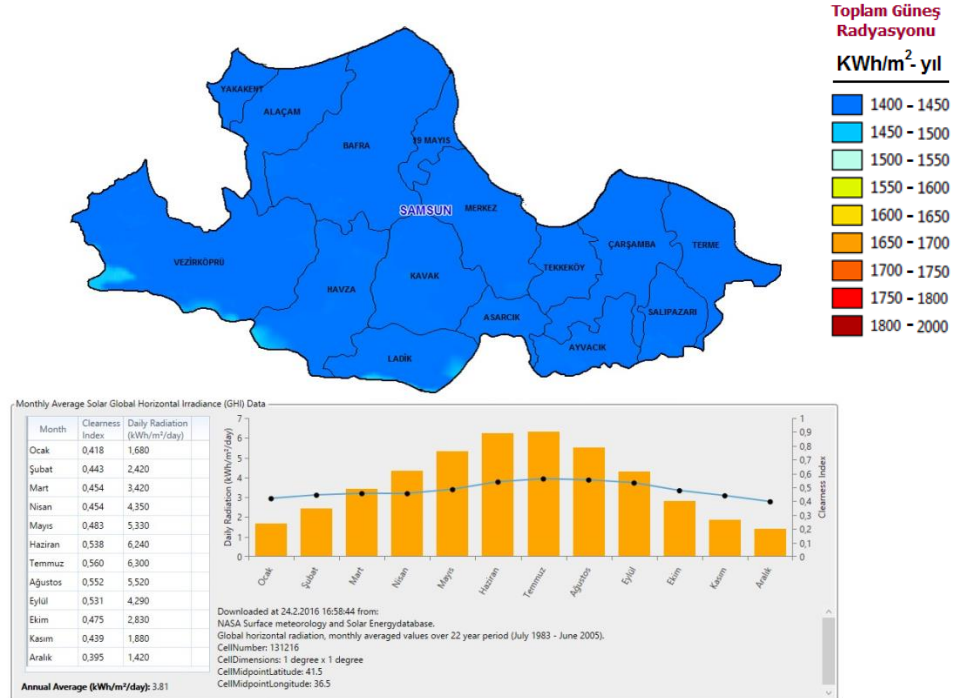 Toplam Güneş
Radyasyonu
KWh/m²- yıl
1400 - 1450
1450 - 1500
1500 - 1550
1550 - 1600
1600 - 1650
1650 - 1700
1700 - 1750
1750 - 1800
1800 - 2000
YAKAKENT
ALAÇAM
BAFRA
19 MAYIS
SAMSUN
MERKEZ
VEZİRKÖPRÜ
HAVZA
KAVAK
TEKKEKÖY
ÇARŞAMBA
TERME
ASARCIK
SALIPAZARI
LADİK
AYVACIK
Monthly Average Solar Global Horizontal Irradiance (GHI) Data
Month Clearness Index Daily Radiation (kWh/m²/day)
Ocak 0,418 1,680
Şubat 0,443 2,420
Mart 0,454 3,420
Nisan 0,454 4,350
Mayıs 0,483 5,330
Haziran 0,538 6,240
Temmuz 0,560 6,300
Ağustos 0,552 5,520
Eylül 0,531 4,290
Ekim 0,475 2,830
Kasım 0,439 1,880
Aralık 0,395 1,420
Annual Average (kWh/m²/day): 3.81
Daily Radiation (kWh/m²/day)
7
6
5
4
3
2
1
0
Ocak Şubat Mart Nisan Mayıs Haziran Temmuz Ağustos Eylül Ekim Kasım Aralık
1
0,9
0,8
0,7
0,6
0,5
0,4
0,3
0,2
0,1
0
Clearness Index
Downloaded at 24.2.2016 16:58:44 from:
NASA Surface meteorology and Solar Energydatabase.
Global horizontal radiation, monthly averaged values over 22 year period (July 1983 - June 2005).
CellNumber: 131216
CellDimensions: 1 degree x 1 degree
CellMidpointLatitude: 41.5
CellMidpointLongitude: 36.5